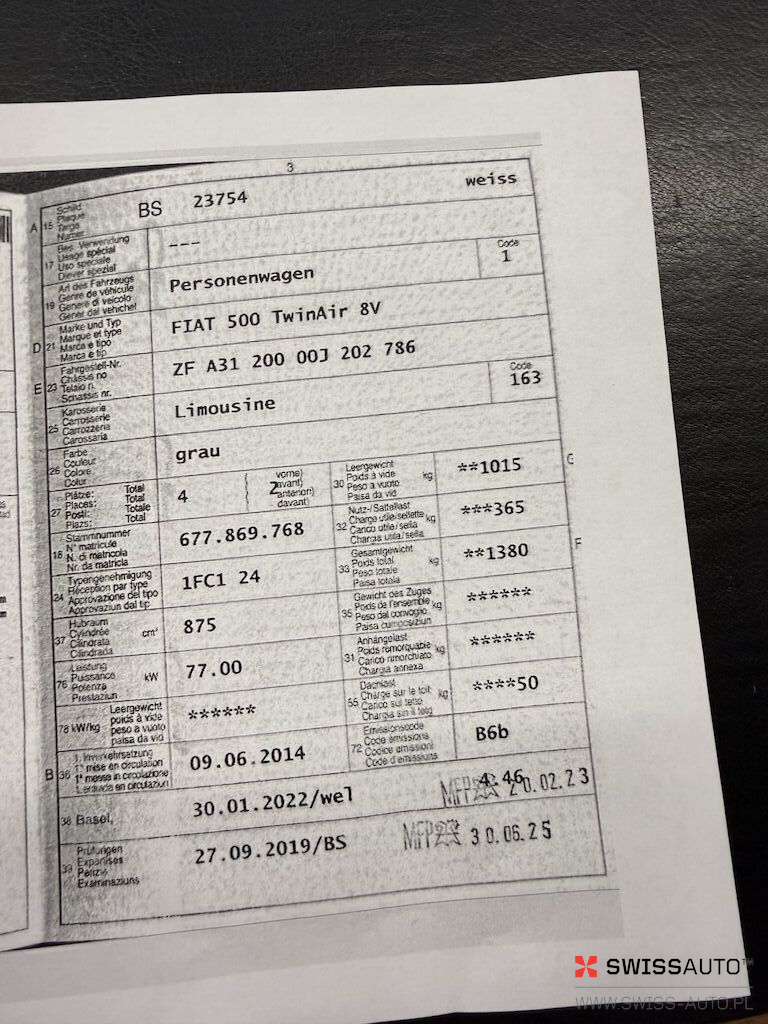 3
A 15 Schild Plaque Targa Numer
BS 23754 weiss
17 Bes. Verwendung Usage spécial Uso speciale Diever spezial
---
19 Art des Fahrzeugs Genre de véhicule Genere di veicolo Gener dal vehichel
Personenwagen
Code 1
D 21 Marke und Typ Marque et type Marca e tipo Marca e tip
FIAT 500 TwinAir 8V
E 23 Fahrgestell-Nr. Châssis no Telaio n. Schassis nr.
ZF A31 200 00J 202 786
25 Karosserie Carrosserie Carrozzeria Carossaria
Limousine
Code 163
26 Farbe Couleur Colore Colur
grau
27 Plätze: Total Places: Total Posti: Totale Plazs: Total
4
( 2 vorne) avant) anteriori) davant)
30 Leergewicht Poids à vide Peso a vuoto Paisa da vid kg
**1015
G
18 Stammnummer N° matricule N. di matricola Nr. da matricla
677.869.768
32 Nutz-/Sattellast Charge utile/sellette Carico utile/sella Chargia utila/sella kg
***365
24 Typengenehmigung Réception par type Approvazione del tipo Approvaziun dal tip
1FC1 24
33 Gesamtgewicht Poids total Peso totale Paisa totala kg
**1380
F
37 Hubraum Cylindrée Cilindrata Cilindrada cm³
875
35 Gewicht des Zuges Poids de l'ensemble Peso dal convoglio Paisa cumposiziun kg
******
76 Leistung Puissance Potenza Prestaziun kW
77.00
31 Anhängelast Poids remorquable Carico rimorchiato Chargia annexa kg
******
78 kW/kg Leergewicht poids à vide peso a vuoto paisa da vid
******
55 Dachlast Charge sur le toit Carico sul tetto Chargia sin il tetg kg
****50
B 36 1. Inverkehrsetzung 1re mise en circulation 1a messa in circolazione 1. entrada en circulaziun
09.06.2014
72 Emissionscode Code émissions Codice emissioni Code d'emissiuns
B6b
38 Basel,
30.01.2022/wel
4.46
MFP 20.02.23
39 Prüfungen Expertises Perizie Examinaziuns
27.09.2019/BS
MFP 30.06.25
SWISSAUTO™
WWW.SWISS-AUTO.PL